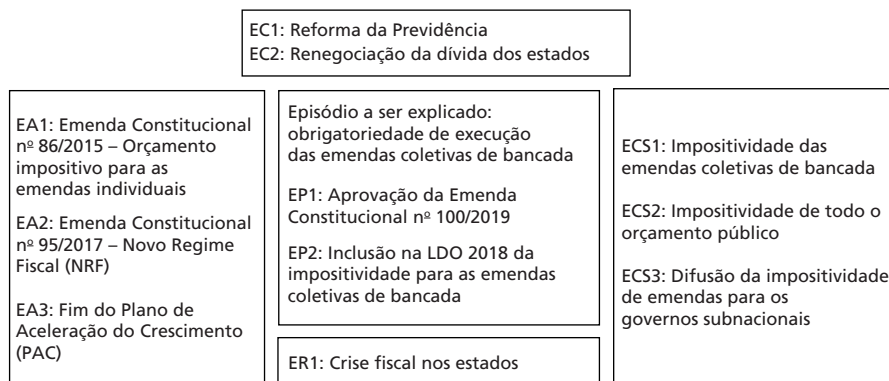 EC1: Reforma da Previdência
EC2: Renegociação da dívida dos estados
EA1: Emenda Constitucional
nº 86/2015 – Orçamento
impositivo para as
emendas individuais
EA2: Emenda Constitucional
nº 95/2017 – Novo Regime
Fiscal (NRF)
EA3: Fim do Plano de
Aceleração do Crescimento
(PAC)
Episódio a ser explicado:
obrigatoriedade de execução
das emendas coletivas de bancada
EP1: Aprovação da Emenda
Constitucional nº 100/2019
EP2: Inclusão na LDO 2018 da
impositividade para as emendas
coletivas de bancada
ER1: Crise fiscal nos estados
ECS1: Impositividade das
emendas coletivas de bancada
ECS2: Impositividade de todo o
orçamento público
ECS3: Difusão da impositividade
de emendas para os
governos subnacionais